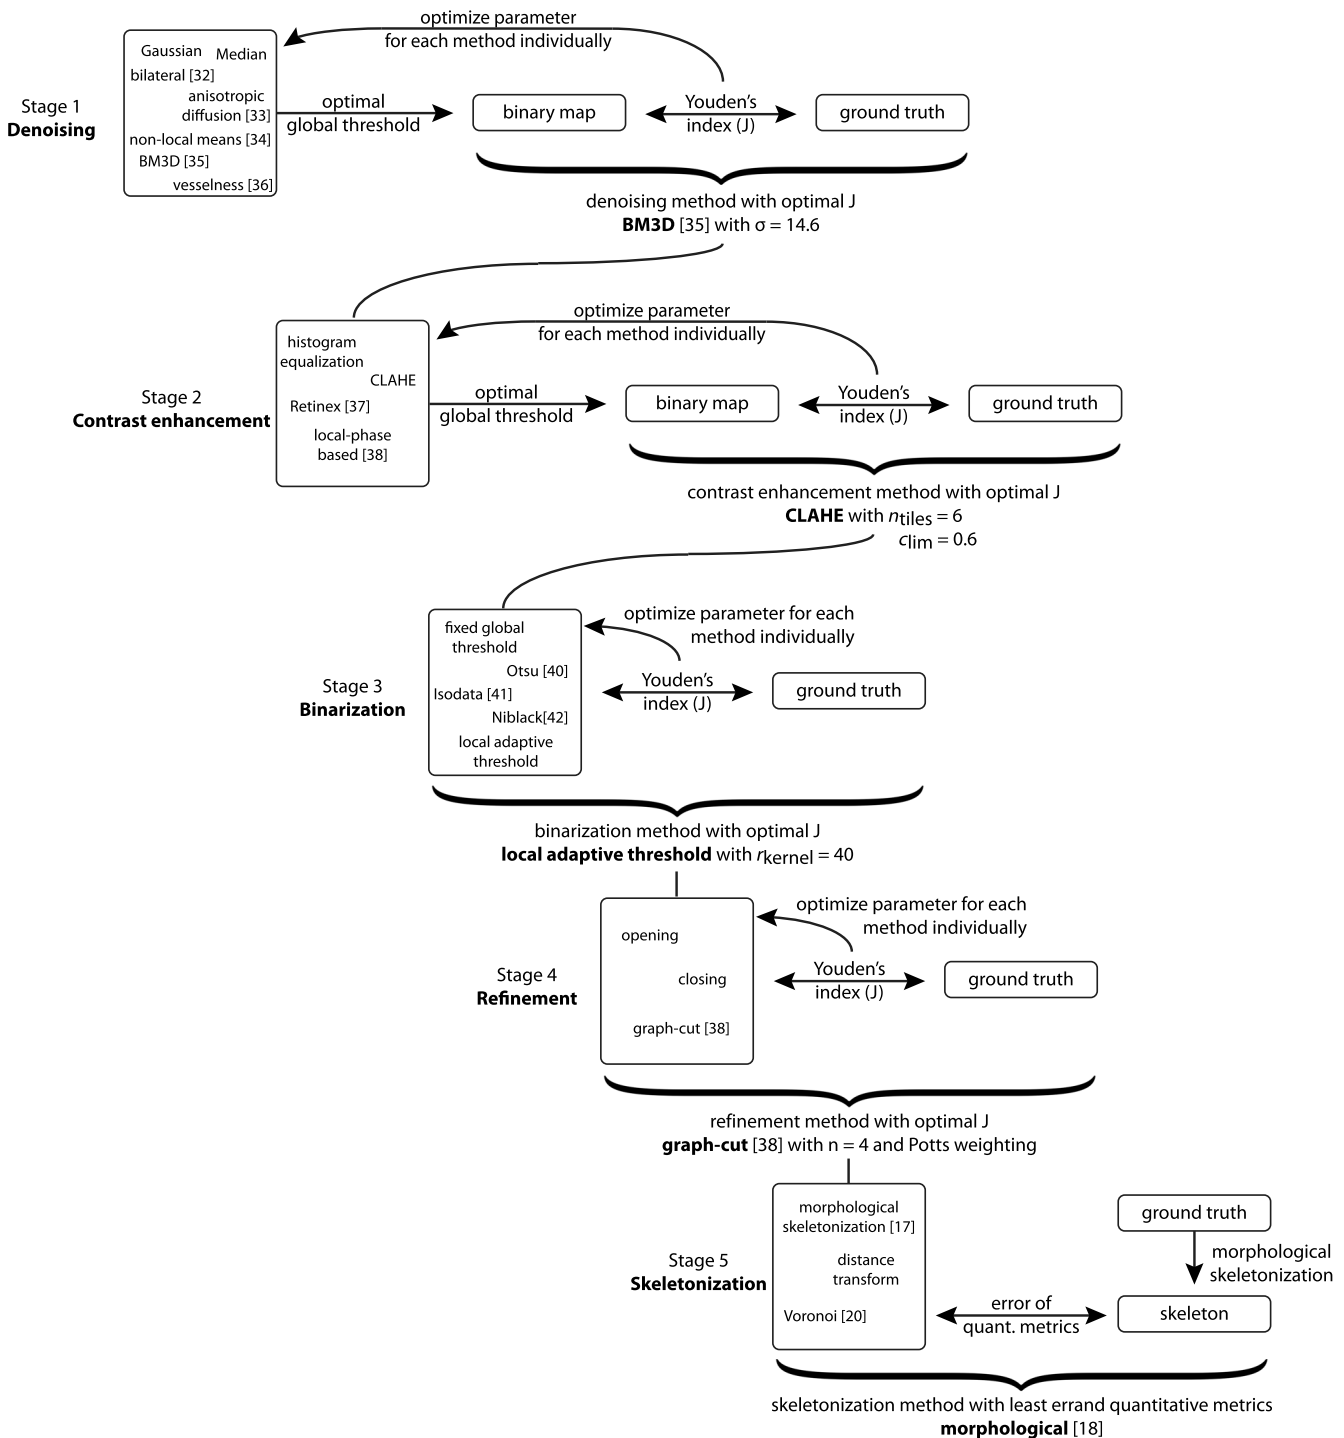 optimize parameter
for each method individually
Gaussian Median
bilateral [32]
anisotropic
diffusion [33]
non-local means [34]
BM3D [35]
vesselness [36]
Stage 1
Denoising
optimal
global threshold
binary map
Youden's
index (J)
ground truth
denoising method with optimal J
BM3D [35] with σ = 14.6
optimize parameter
for each method individually
histogram
equalization
CLAHE
Retinex [37]
local-phase
based [38]
Stage 2
Contrast enhancement
optimal
global threshold
binary map
Youden's
index (J)
ground truth
contrast enhancement method with optimal J
CLAHE with ntiles = 6
clim = 0.6
optimize parameter for each
method individually
fixed global
threshold
Otsu [40]
Isodata [41]
Niblack[42]
local adaptive
threshold
Stage 3
Binarization
Youden's
index (J)
ground truth
binarization method with optimal J
local adaptive threshold with rkernel = 40
optimize parameter for each
method individually
opening
closing
graph-cut [38]
Stage 4
Refinement
Youden's
index (J)
ground truth
refinement method with optimal J
graph-cut [38] with n = 4 and Potts weighting
morphological
skeletonization [17]
distance
transform
Voronoi [20]
Stage 5
Skeletonization
ground truth
morphological
skeletonization
error of
quant. metrics
skeleton
skeletonization method with least errand quantitative metrics
morphological [18]